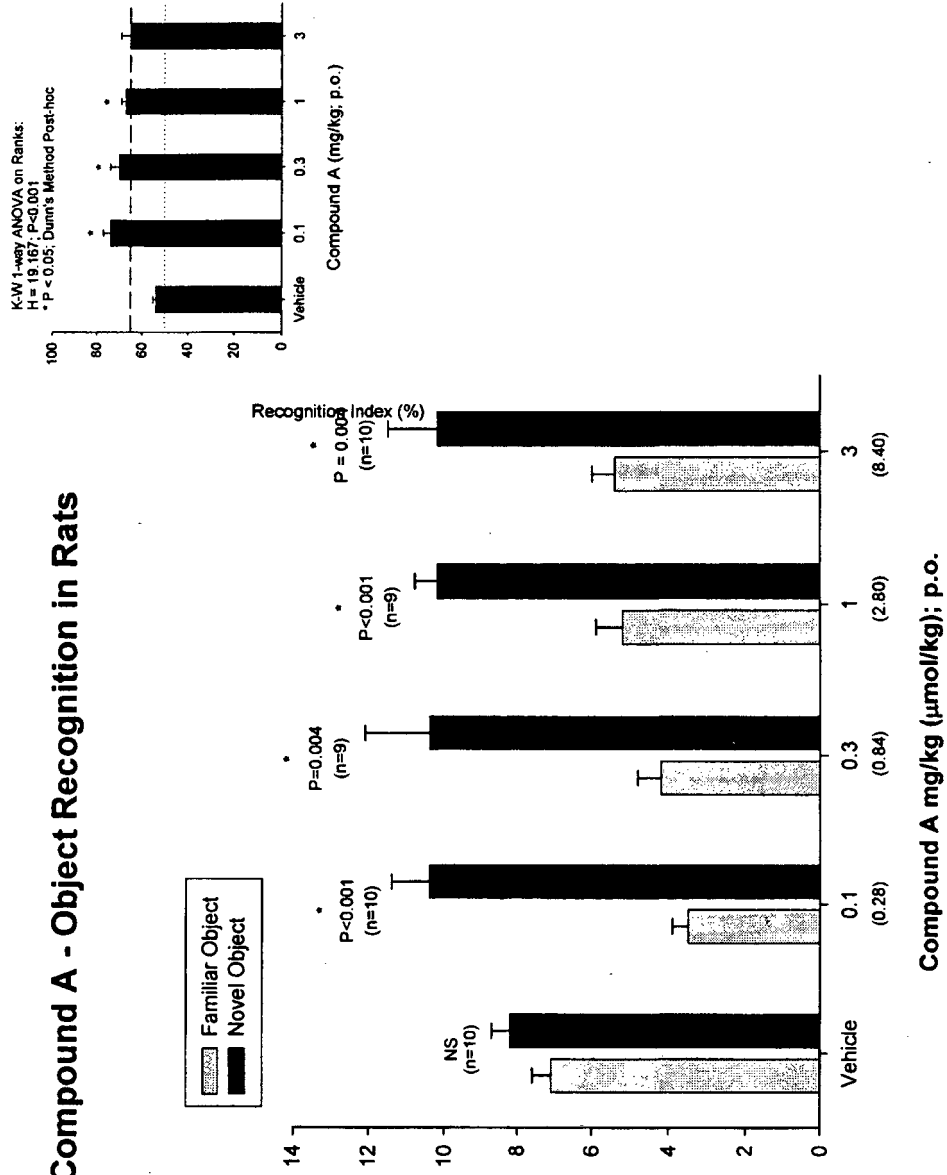 Compound A - Object Recognition in Rats
Familiar Object
Novel Object
14
12
10
8
6
4
2
0
NS
(n=10)
*
P<0.001
(n=10)
*
P=0.004
(n=9)
*
P<0.001
(n=9)
*
P = 0.004
(n=10)
Vehicle
0.1
(0.28)
0.3
(0.84)
1
(2.80)
3
(8.40)
Compound A mg/kg (µmol/kg); p.o.
K-W 1-way ANOVA on Ranks:
H = 19.167; P<0.001
* P < 0.05; Dunn's Method Post-hoc
Recognition Index (%)
100
80
60
40
20
0
*
*
*
Vehicle
0.1
0.3
1
3
Compound A (mg/kg; p.o.)